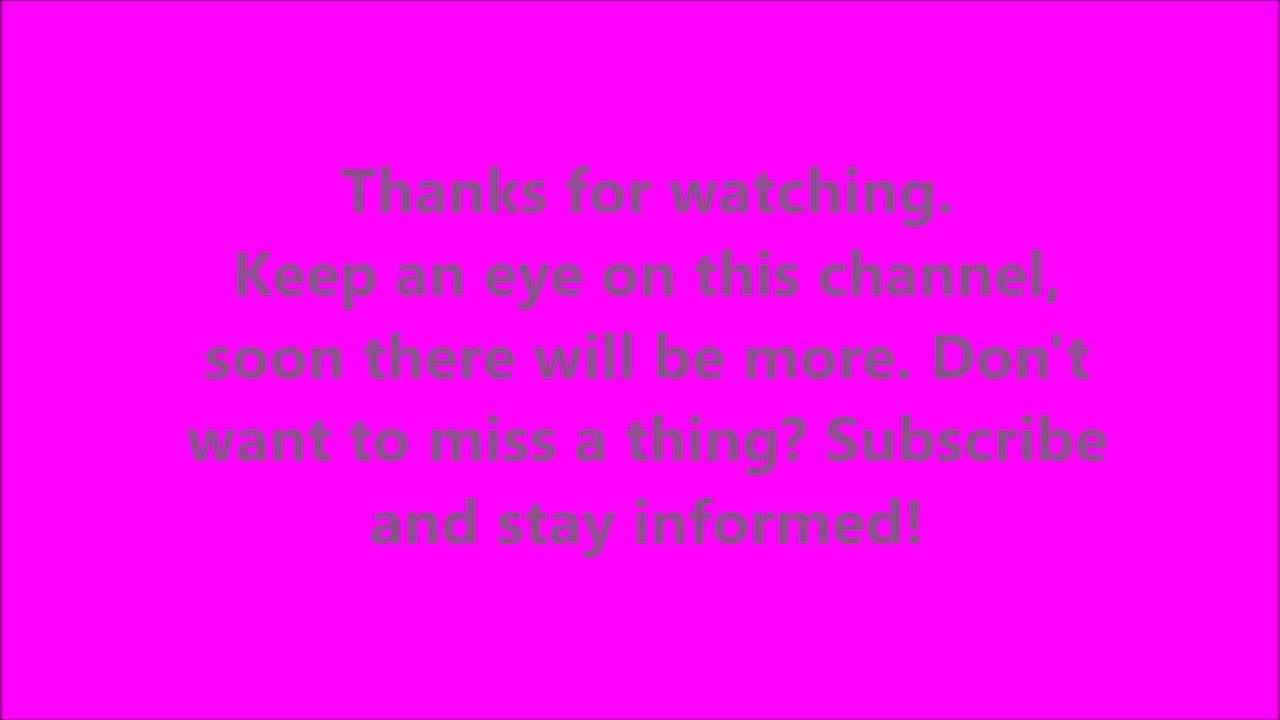 Thanks for watching.
Keep an eye on this channel,
soon there will be more. Don't
want to miss a thing? Subscribe
and stay informed!